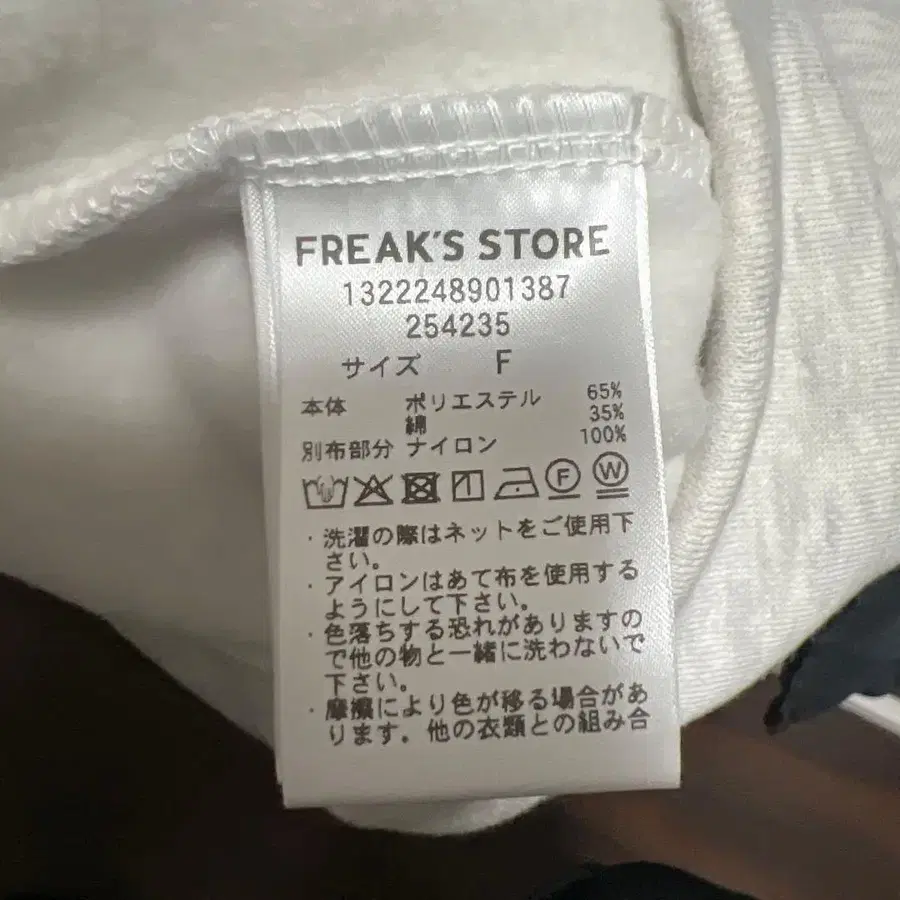 FREAK'S STORE
1322248901387
254235
サイズ F
本体 ポリエステル 65%
綿 35%
別布部分 ナイロン 100%
F W
・洗濯の際はネットをご使用下
さい。
・アイロンはあて布を使用する
ようにして下さい。
・色落ちする恐れがありますの
で他の物と一緒に洗わないで
下さい。
・摩擦により色が移る場合があ
ります。他の衣類との組み合